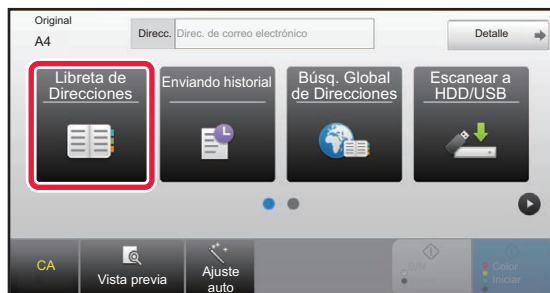 Original
A4
Direcc.
Direc. de correo electrónico
Detalle
Libreta de
Direcciones
Enviando historial
Búsq. Global
de Direcciones
Escanear a
HDD/USB
CA
Vista previa
Ajuste
auto
B/N
Iniciar
Color
Iniciar